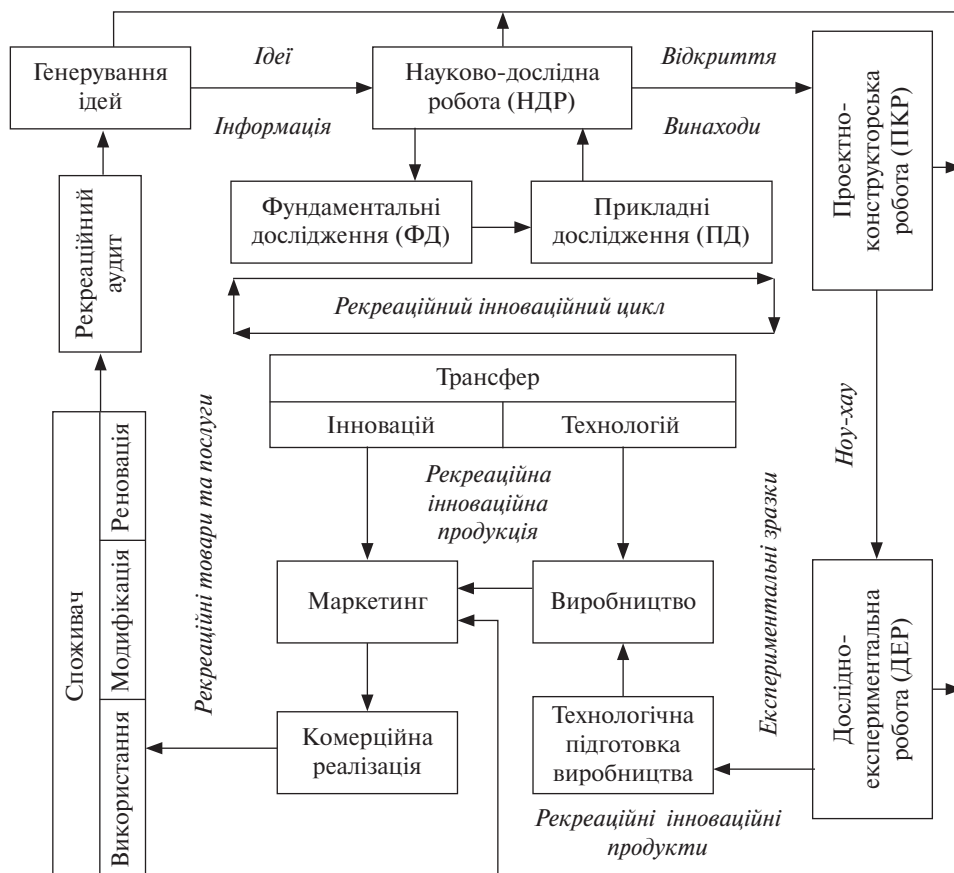 Генерування
ідей
Ідеї
Інформація
Науково-дослідна
робота (НДР)
Відкриття
Винаходи
Проектно-
конструкторська
робота (ПКР)
Фундаментальні
дослідження (ФД)
Прикладні
дослідження (ПД)
Рекреаційний
аудит
Рекреаційний інноваційний цикл
Трансфер
Інновацій
Технологій
Ноу-хау
Рекреаційна
інноваційна
продукція
Рекреаційні товари та послуги
Експериментальні зразки
Споживач
Реновація
Модифікація
Використання
Маркетинг
Виробництво
Дослідно-
експериментальна
робота (ДЕР)
Комерційна
реалізація
Технологічна
підготовка
виробництва
Рекреаційні інноваційні
продукти